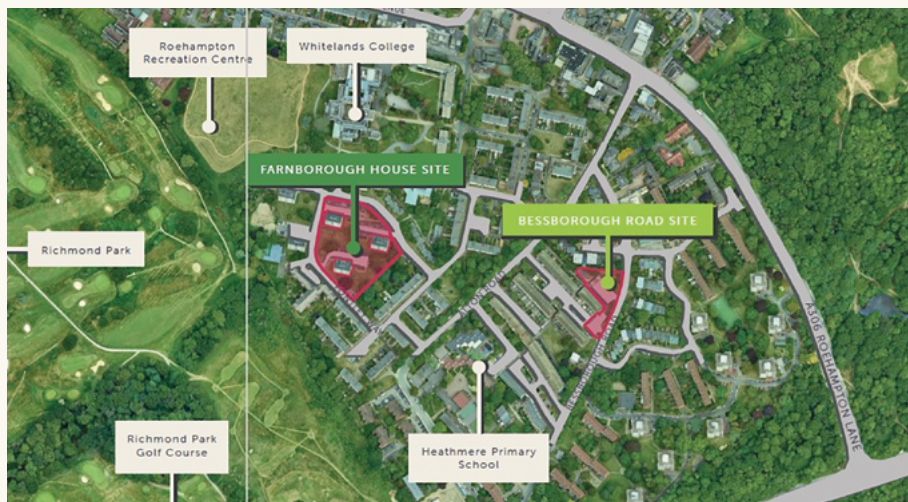 Roehampton
Recreation Centre
Whitelands College
FARNBOROUGH HOUSE SITE
BESSBOROUGH ROAD SITE
Richmond Park
A306 ROEHAMPTON LANE
Richmond Park
Golf Course
Heathmere Primary
School